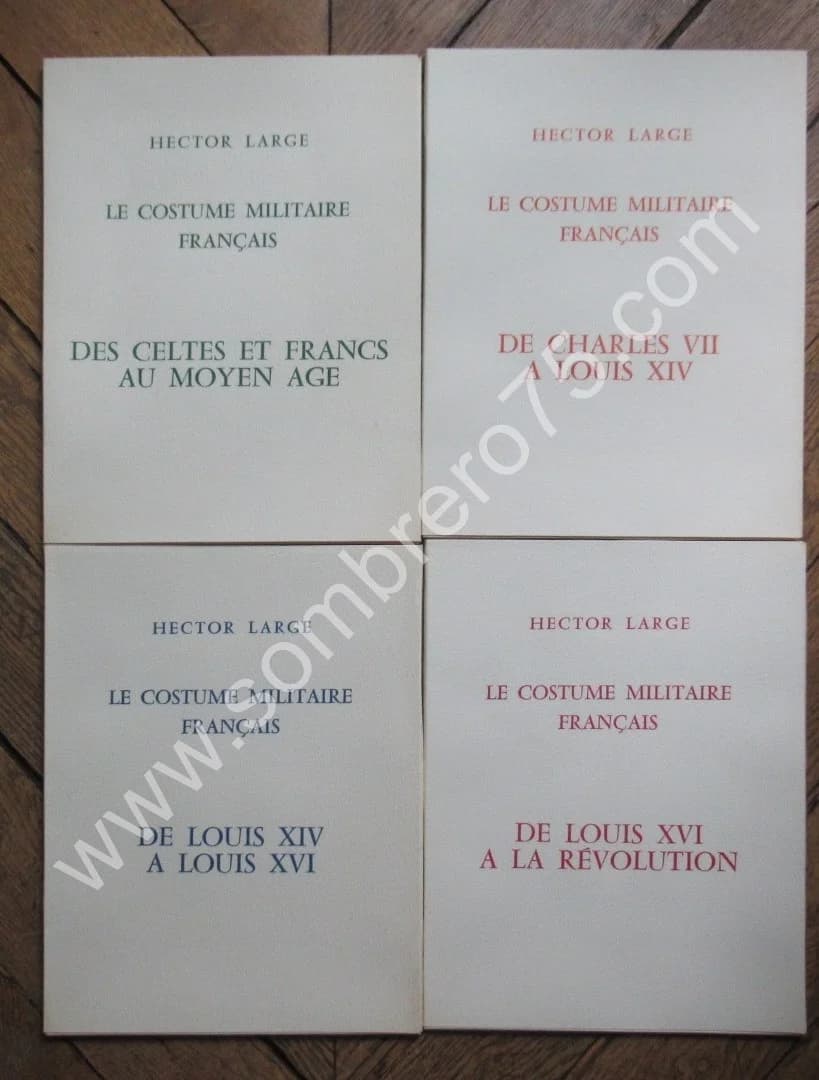 HECTOR LARGE
LE COSTUME MILITAIRE
FRANÇAIS
DES CELTES ET FRANCS
AU MOYEN AGE
HECTOR LARGE
LE COSTUME MILITAIRE
FRANÇAIS
DE CHARLES VII
A LOUIS XIV
HECTOR LARGE
LE COSTUME MILITAIRE
FRANÇAIS
DE LOUIS XIV
A LOUIS XVI
HECTOR LARGE
LE COSTUME MILITAIRE
FRANÇAIS
DE LOUIS XVI
A LA RÉVOLUTION
www.sombrero75.com